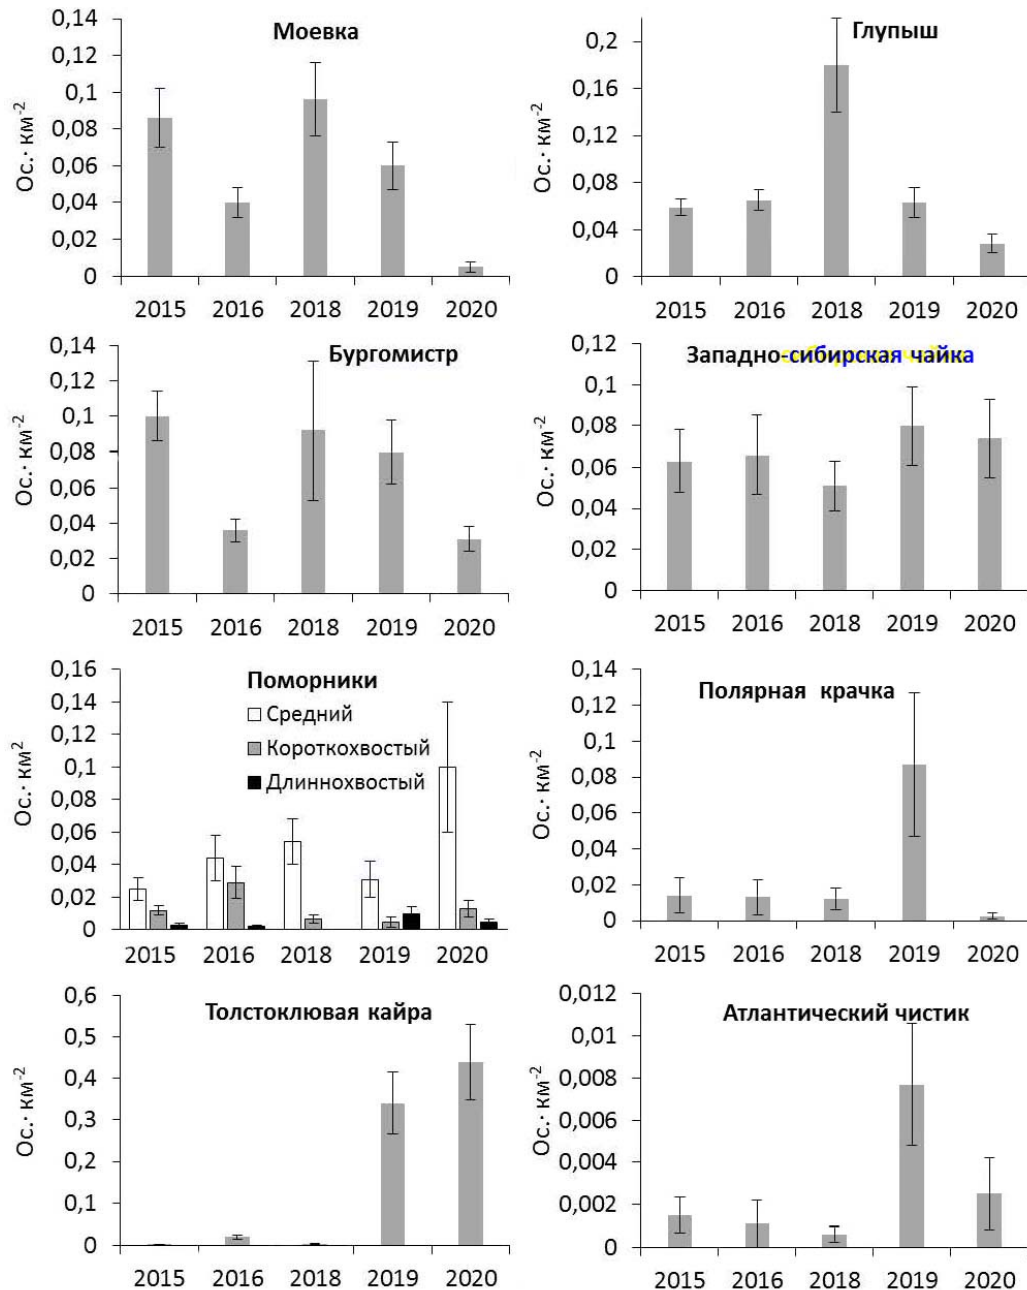 Моевка
Ос.· км-2
0,14
0,12
0,1
0,08
0,06
0,04
0,02
0
2015 2016 2018 2019 2020
Глупыш
Ос.· км-2
0,2
0,16
0,12
0,08
0,04
0
2015 2016 2018 2019 2020
Бургомистр
Ос.· км-2
0,14
0,12
0,1
0,08
0,06
0,04
0,02
0
2015 2016 2018 2019 2020
Западно-сибирская чайка
Ос.· км-2
0,12
0,1
0,08
0,06
0,04
0,02
0
2015 2016 2018 2019 2020
Поморники
Средний
Короткохвостый
Длиннохвостый
Ос.· км2
0,16
0,14
0,12
0,1
0,08
0,06
0,04
0,02
0
2015 2016 2018 2019 2020
Полярная крачка
Ос.· км-2
0,14
0,12
0,1
0,08
0,06
0,04
0,02
0
2015 2016 2018 2019 2020
Толстоклювая кайра
Ос.· км-2
0,6
0,5
0,4
0,3
0,2
0,1
0
2015 2016 2018 2019 2020
Атлантический чистик
Ос.· км-2
0,012
0,01
0,008
0,006
0,004
0,002
0
2015 2016 2018 2019 2020